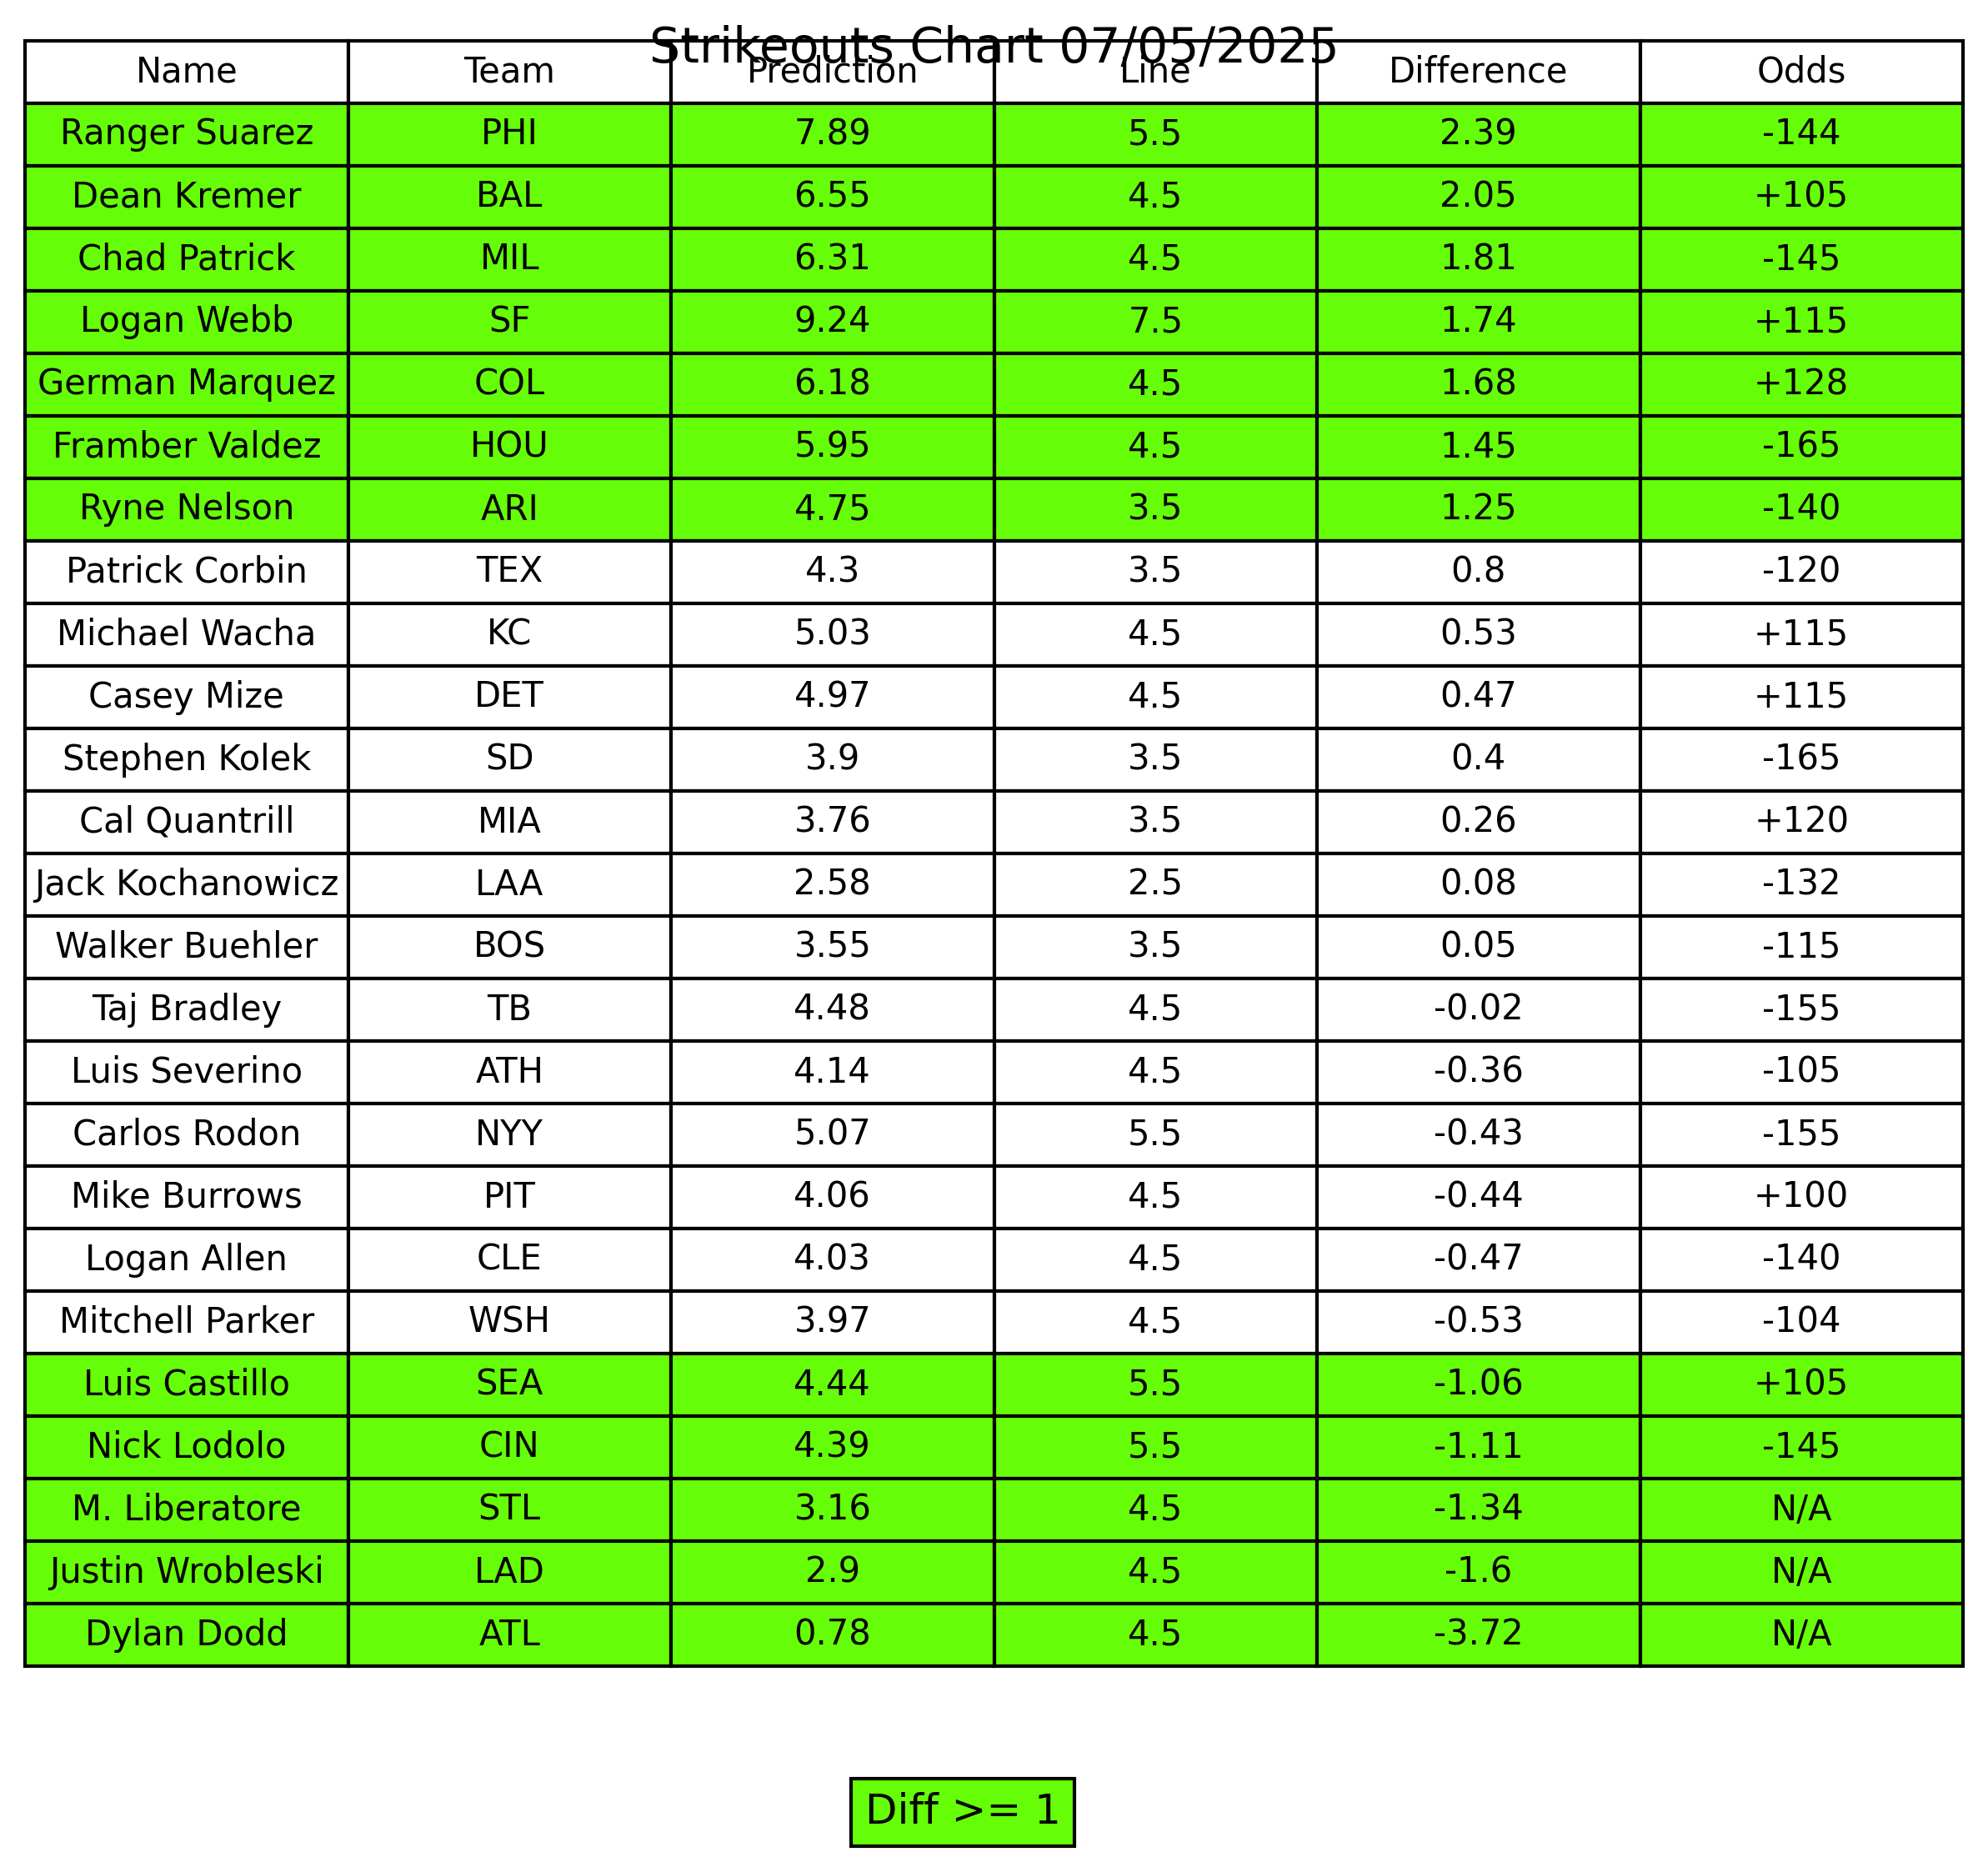 Strikeouts Chart 07/05/2025
Name Team Prediction Line Difference Odds
Ranger Suarez PHI 7.89 5.5 2.39 -144
Dean Kremer BAL 6.55 4.5 2.05 +105
Chad Patrick MIL 6.31 4.5 1.81 -145
Logan Webb SF 9.24 7.5 1.74 +115
German Marquez COL 6.18 4.5 1.68 +128
Framber Valdez HOU 5.95 4.5 1.45 -165
Ryne Nelson ARI 4.75 3.5 1.25 -140
Patrick Corbin TEX 4.3 3.5 0.8 -120
Michael Wacha KC 5.03 4.5 0.53 +115
Casey Mize DET 4.97 4.5 0.47 +115
Stephen Kolek SD 3.9 3.5 0.4 -165
Cal Quantrill MIA 3.76 3.5 0.26 +120
Jack Kochanowicz LAA 2.58 2.5 0.08 -132
Walker Buehler BOS 3.55 3.5 0.05 -115
Taj Bradley TB 4.48 4.5 -0.02 -155
Luis Severino ATH 4.14 4.5 -0.36 -105
Carlos Rodon NYY 5.07 5.5 -0.43 -155
Mike Burrows PIT 4.06 4.5 -0.44 +100
Logan Allen CLE 4.03 4.5 -0.47 -140
Mitchell Parker WSH 3.97 4.5 -0.53 -104
Luis Castillo SEA 4.44 5.5 -1.06 +105
Nick Lodolo CIN 4.39 5.5 -1.11 -145
M. Liberatore STL 3.16 4.5 -1.34 N/A
Justin Wrobleski LAD 2.9 4.5 -1.6 N/A
Dylan Dodd ATL 0.78 4.5 -3.72 N/A
Diff >= 1